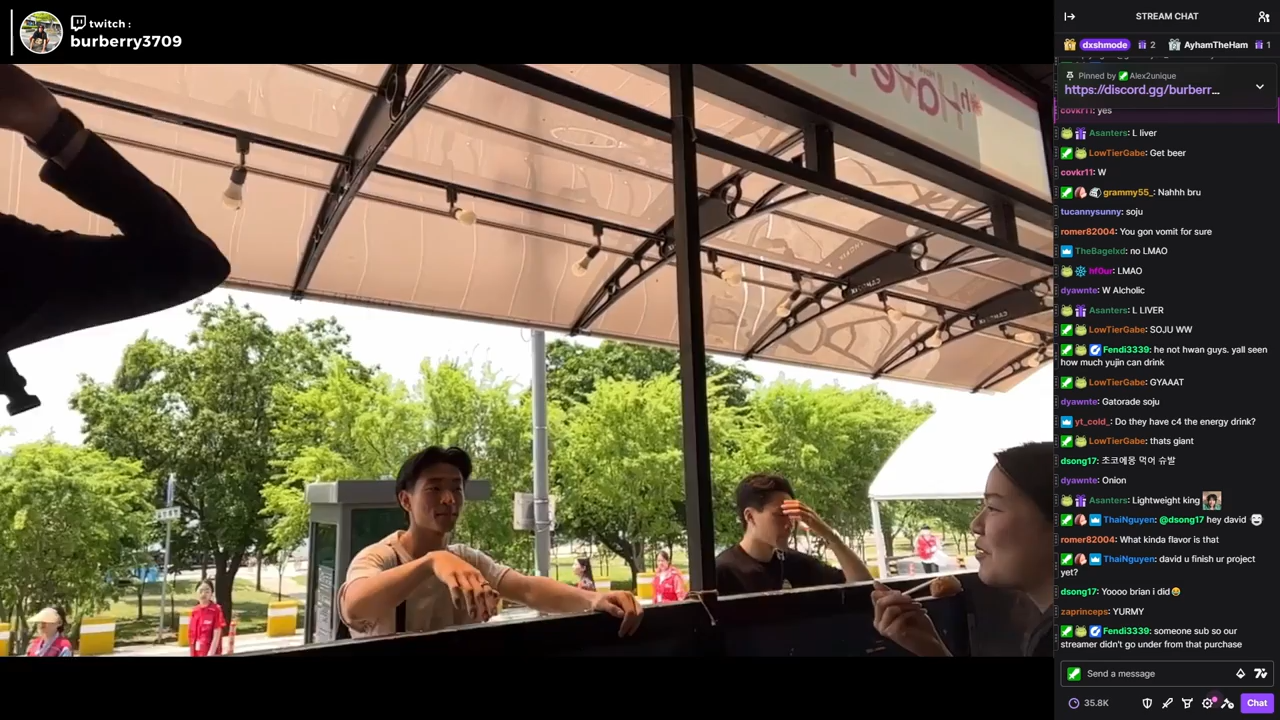 twitch :
burberry3709
STREAM CHAT
dxshmode 2 AyhamTheHam 1
Pinned by Alex2unique
https://discord.gg/burberr...
covkr11: yes
Asanters: L liver
LowTierGabe: Get beer
covkr11: W
grammy55_: Nahhh bru
tucannysunny: soju
romer82004: You gon vomit for sure
TheBagelxd: no LMAO
hf0ur: LMAO
dyawnte: W Alcholic
Asanters: L LIVER
LowTierGabe: SOJU WW
Fendi3339: he not hwan guys. yall seen
how much yujin can drink
LowTierGabe: GYAAAT
dyawnte: Gatorade soju
yt_cold_: Do they have c4 the energy drink?
LowTierGabe: thats giant
dsong17: 초코에몽 먹어 슈발
dyawnte: Onion
Asanters: Lightweight king
ThaiNguyen: @dsong17 hey david
romer82004: What kinda flavor is that
ThaiNguyen: david u finish ur project
yet?
dsong17: Yoooo brian i did
zaprinceps: YURMY
Fendi3339: someone sub so our
streamer didn't go under from that purchase
Send a message
35.8K
Chat